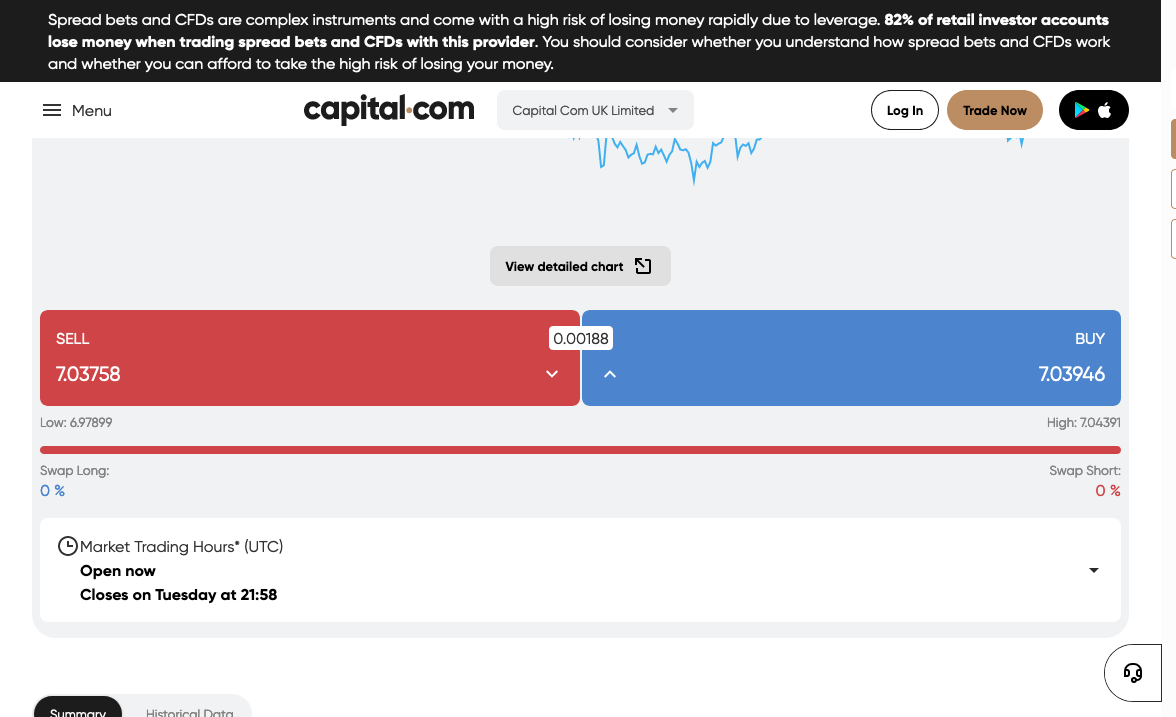 Spread bets and CFDs are complex instruments and come with a high risk of losing money rapidly due to leverage. 82% of retail investor accounts
lose money when trading spread bets and CFDs with this provider. You should consider whether you understand how spread bets and CFDs work
and whether you can afford to take the high risk of losing your money.
Menu
capital.com
Capital Com UK Limited
Log In
Trade Now
View detailed chart
SELL
0.00188
BUY
7.03758
7.03946
Low: 6.97899
High: 7.04391
Swap Long:
Swap Short:
0 %
0 %
Market Trading Hours* (UTC)
Open now
Closes on Tuesday at 21:58
Summary
Historical Data